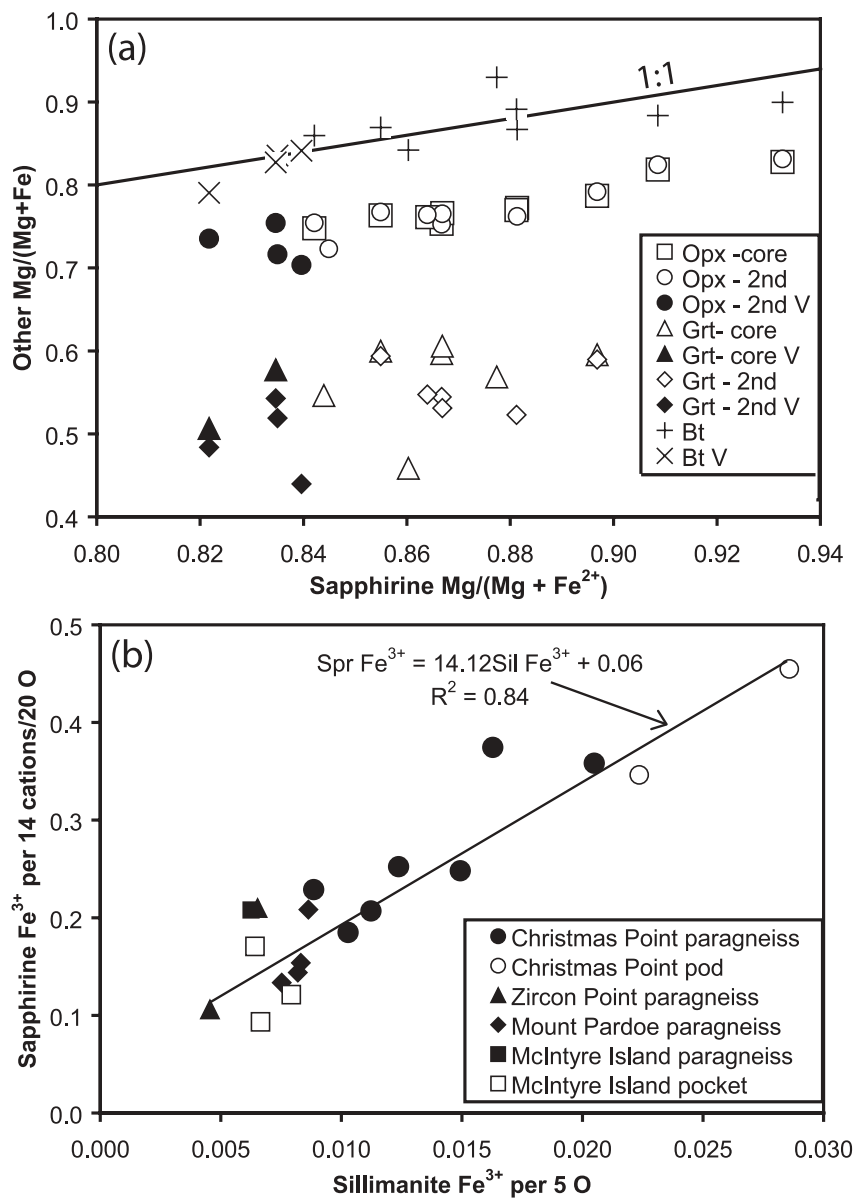 (a)
1:1
1.0
0.9
0.8
0.7
0.6
0.5
0.4
Other Mg/(Mg+Fe)
Opx -core
Opx - 2nd
Opx - 2nd V
Grt- core
Grt- core V
Grt - 2nd
Grt - 2nd V
Bt
Bt V
0.80 0.82 0.84 0.86 0.88 0.90 0.92 0.94
Sapphirine Mg/(Mg + Fe²⁺)
(b)
0.5
0.4
0.3
0.2
0.1
0.0
Sapphirine Fe³⁺ per 14 cations/20 O
Spr Fe³⁺ = 14.12Sil Fe³⁺ + 0.06
R² = 0.84
Christmas Point paragneiss
Christmas Point pod
Zircon Point paragneiss
Mount Pardoe paragneiss
McIntyre Island paragneiss
McIntyre Island pocket
0.000 0.005 0.010 0.015 0.020 0.025 0.030
Sillimanite Fe³⁺ per 5 O